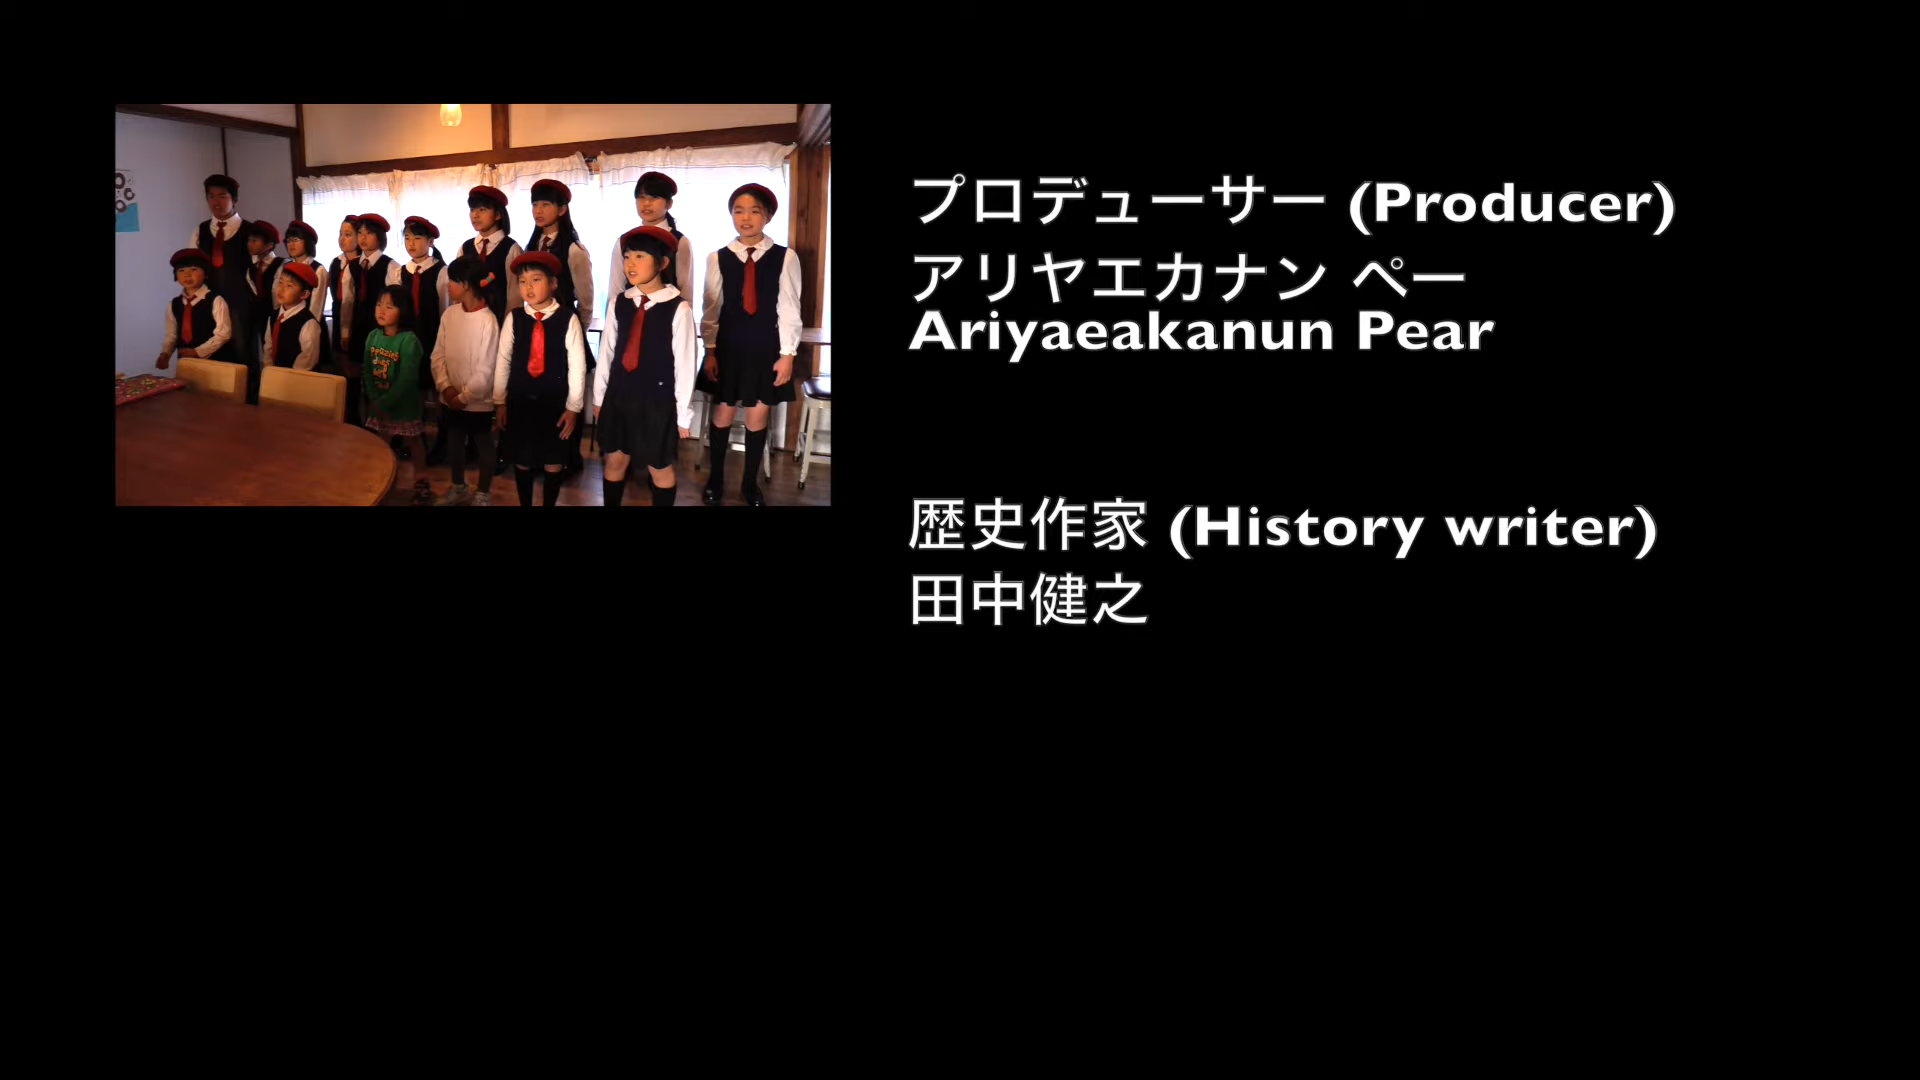 プロデューサー (Producer)
アリヤエカナン ペー
Ariyaeakanun Pear
歴史作家 (History writer)
田中健之